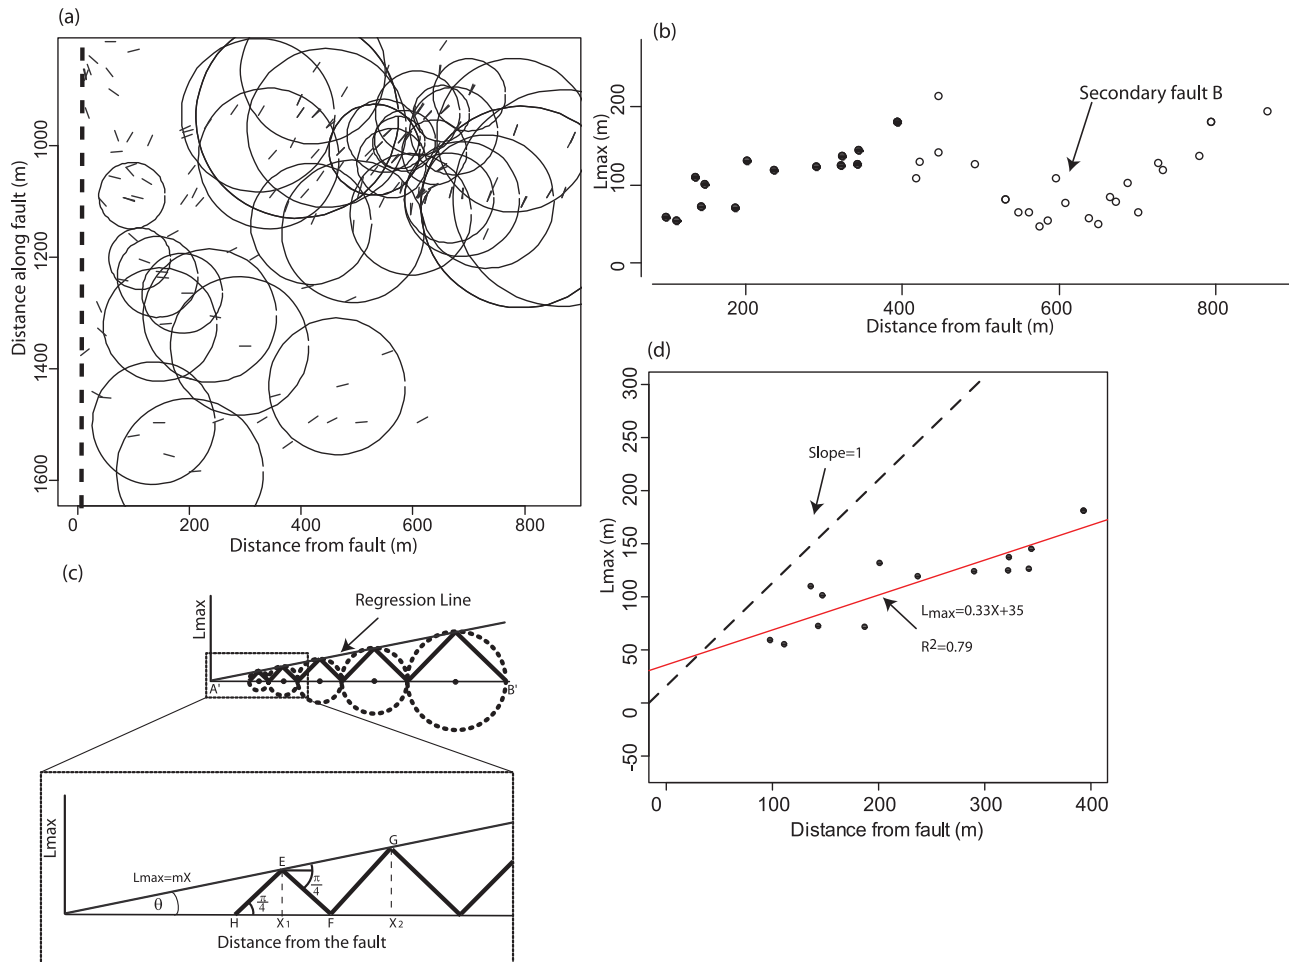 (a)
Distance along fault (m)
1000
1200
1400
1600
0
200
400
600
800
Distance from fault (m)
(b)
Lmax (m)
200
100
0
Secondary fault B
200
400
600
800
Distance from fault (m)
(c)
Lmax
Regression Line
A'
B'
Lmax
Lmax=mX
θ
E
G
π/4
π/4
H
X1
F
X2
Distance from the fault
(d)
Lmax (m)
300
250
200
150
100
50
0
-50
Slope=1
Lmax=0.33X+35
R2=0.79
0
100
200
300
400
Distance from fault (m)